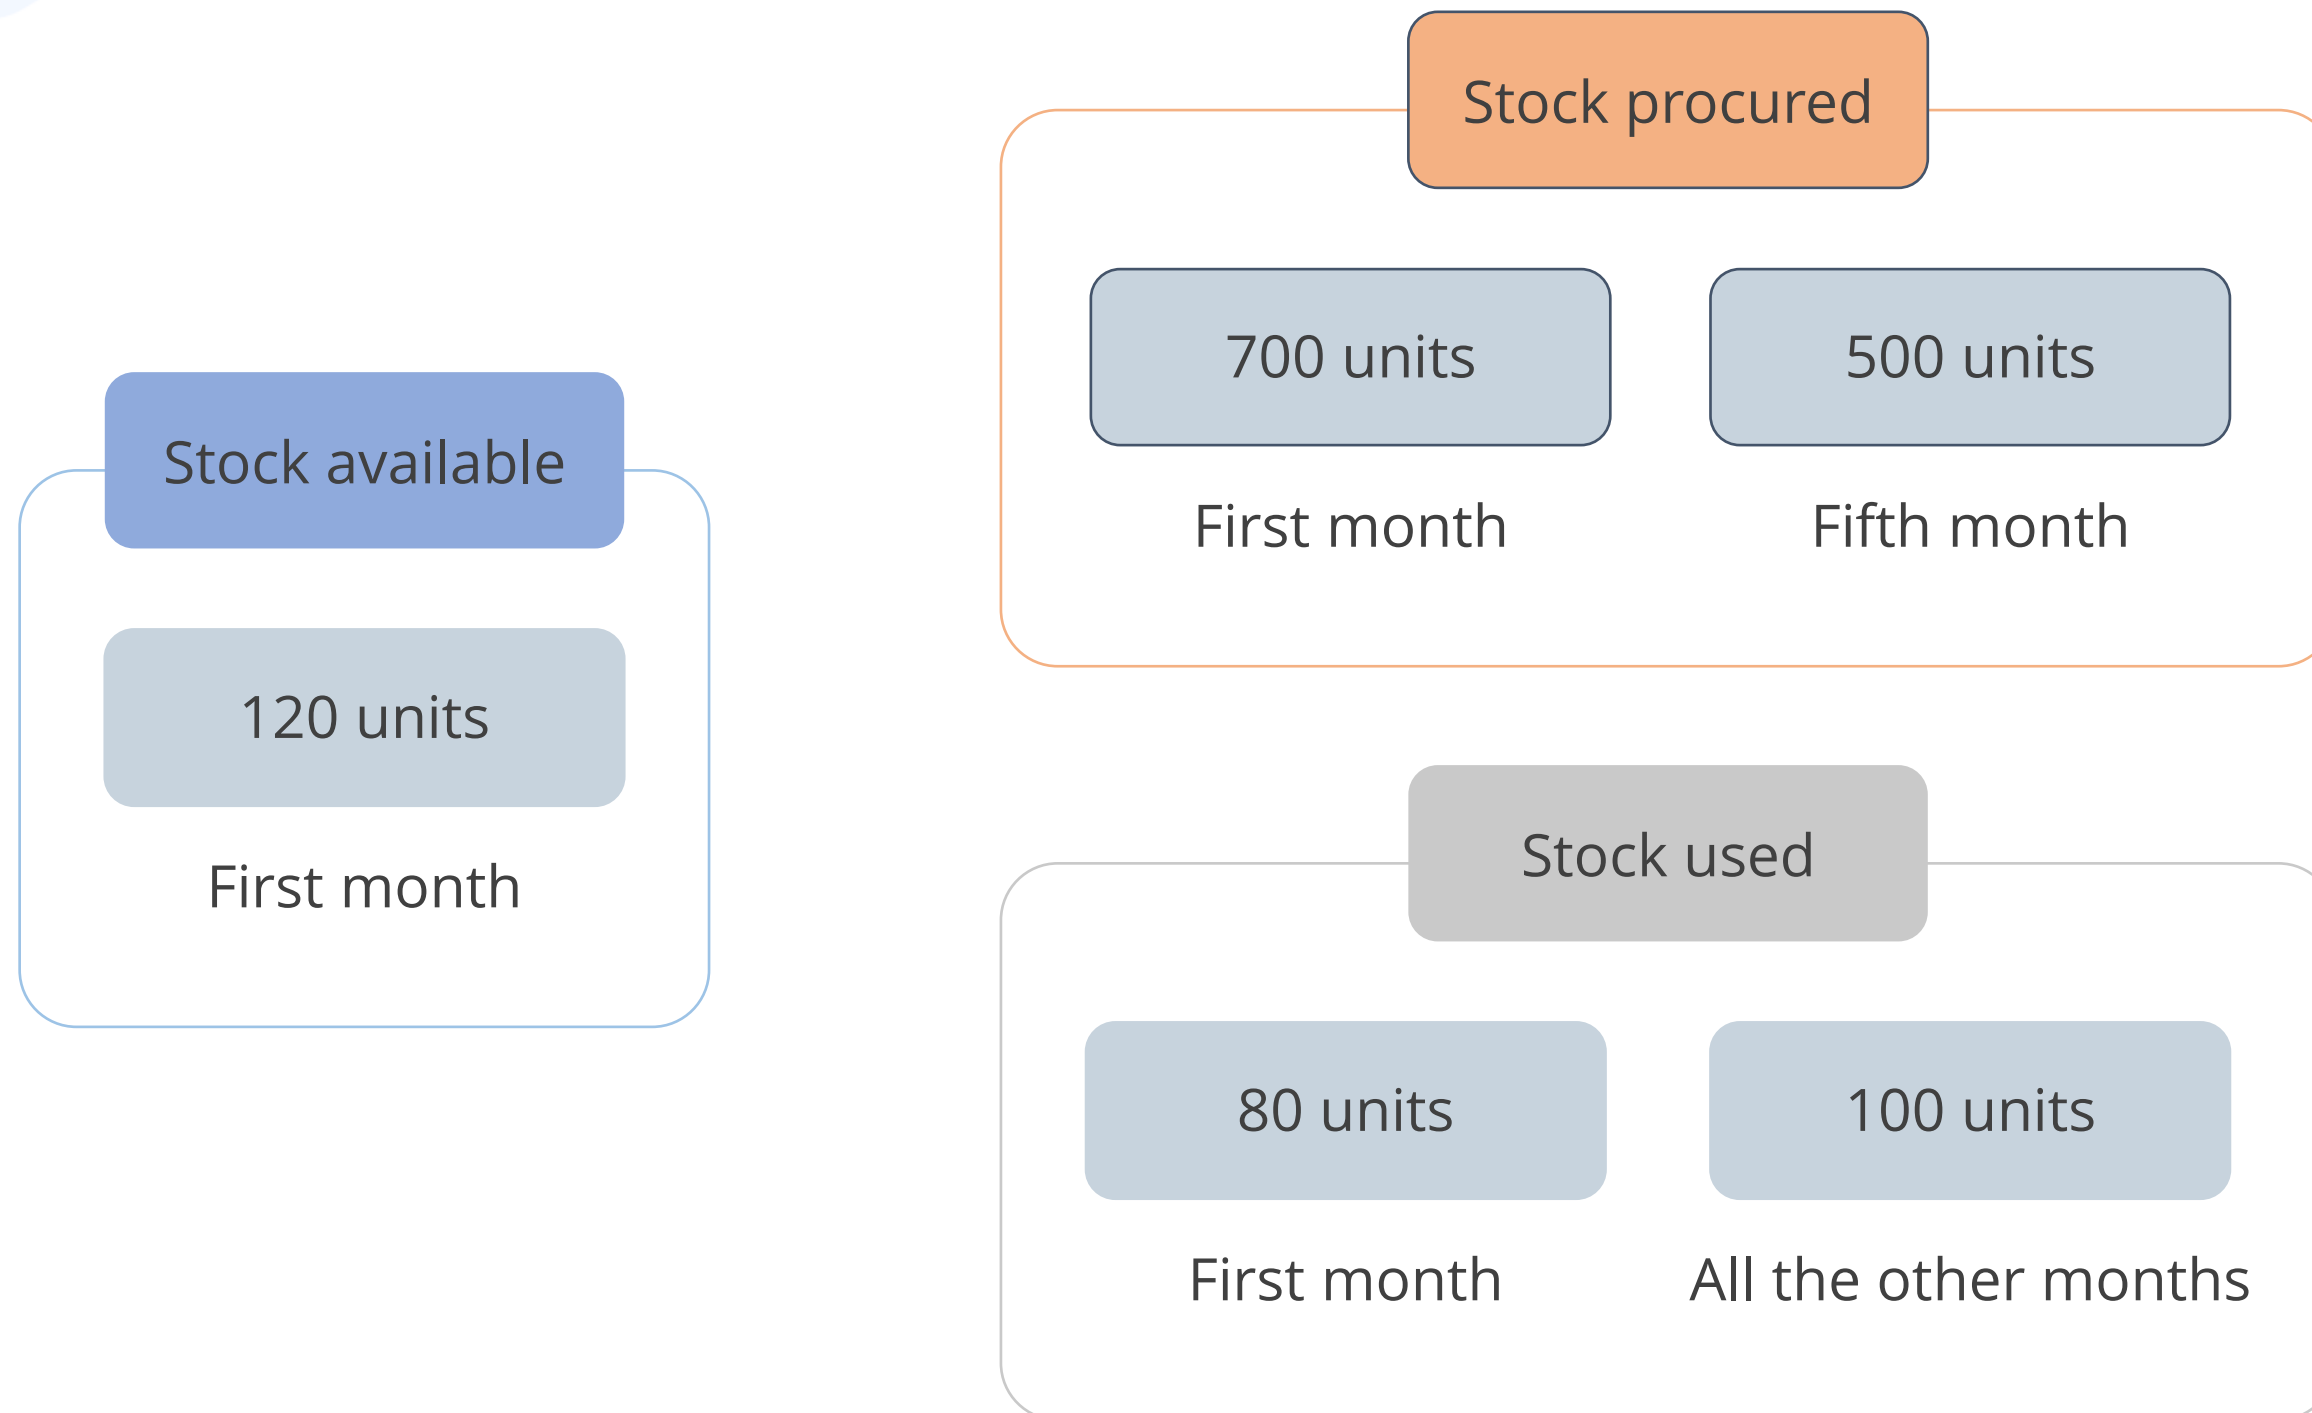 Stock available
120 units
First month
Stock procured
700 units
500 units
First month
Fifth month
Stock used
80 units
100 units
First month
All the other months